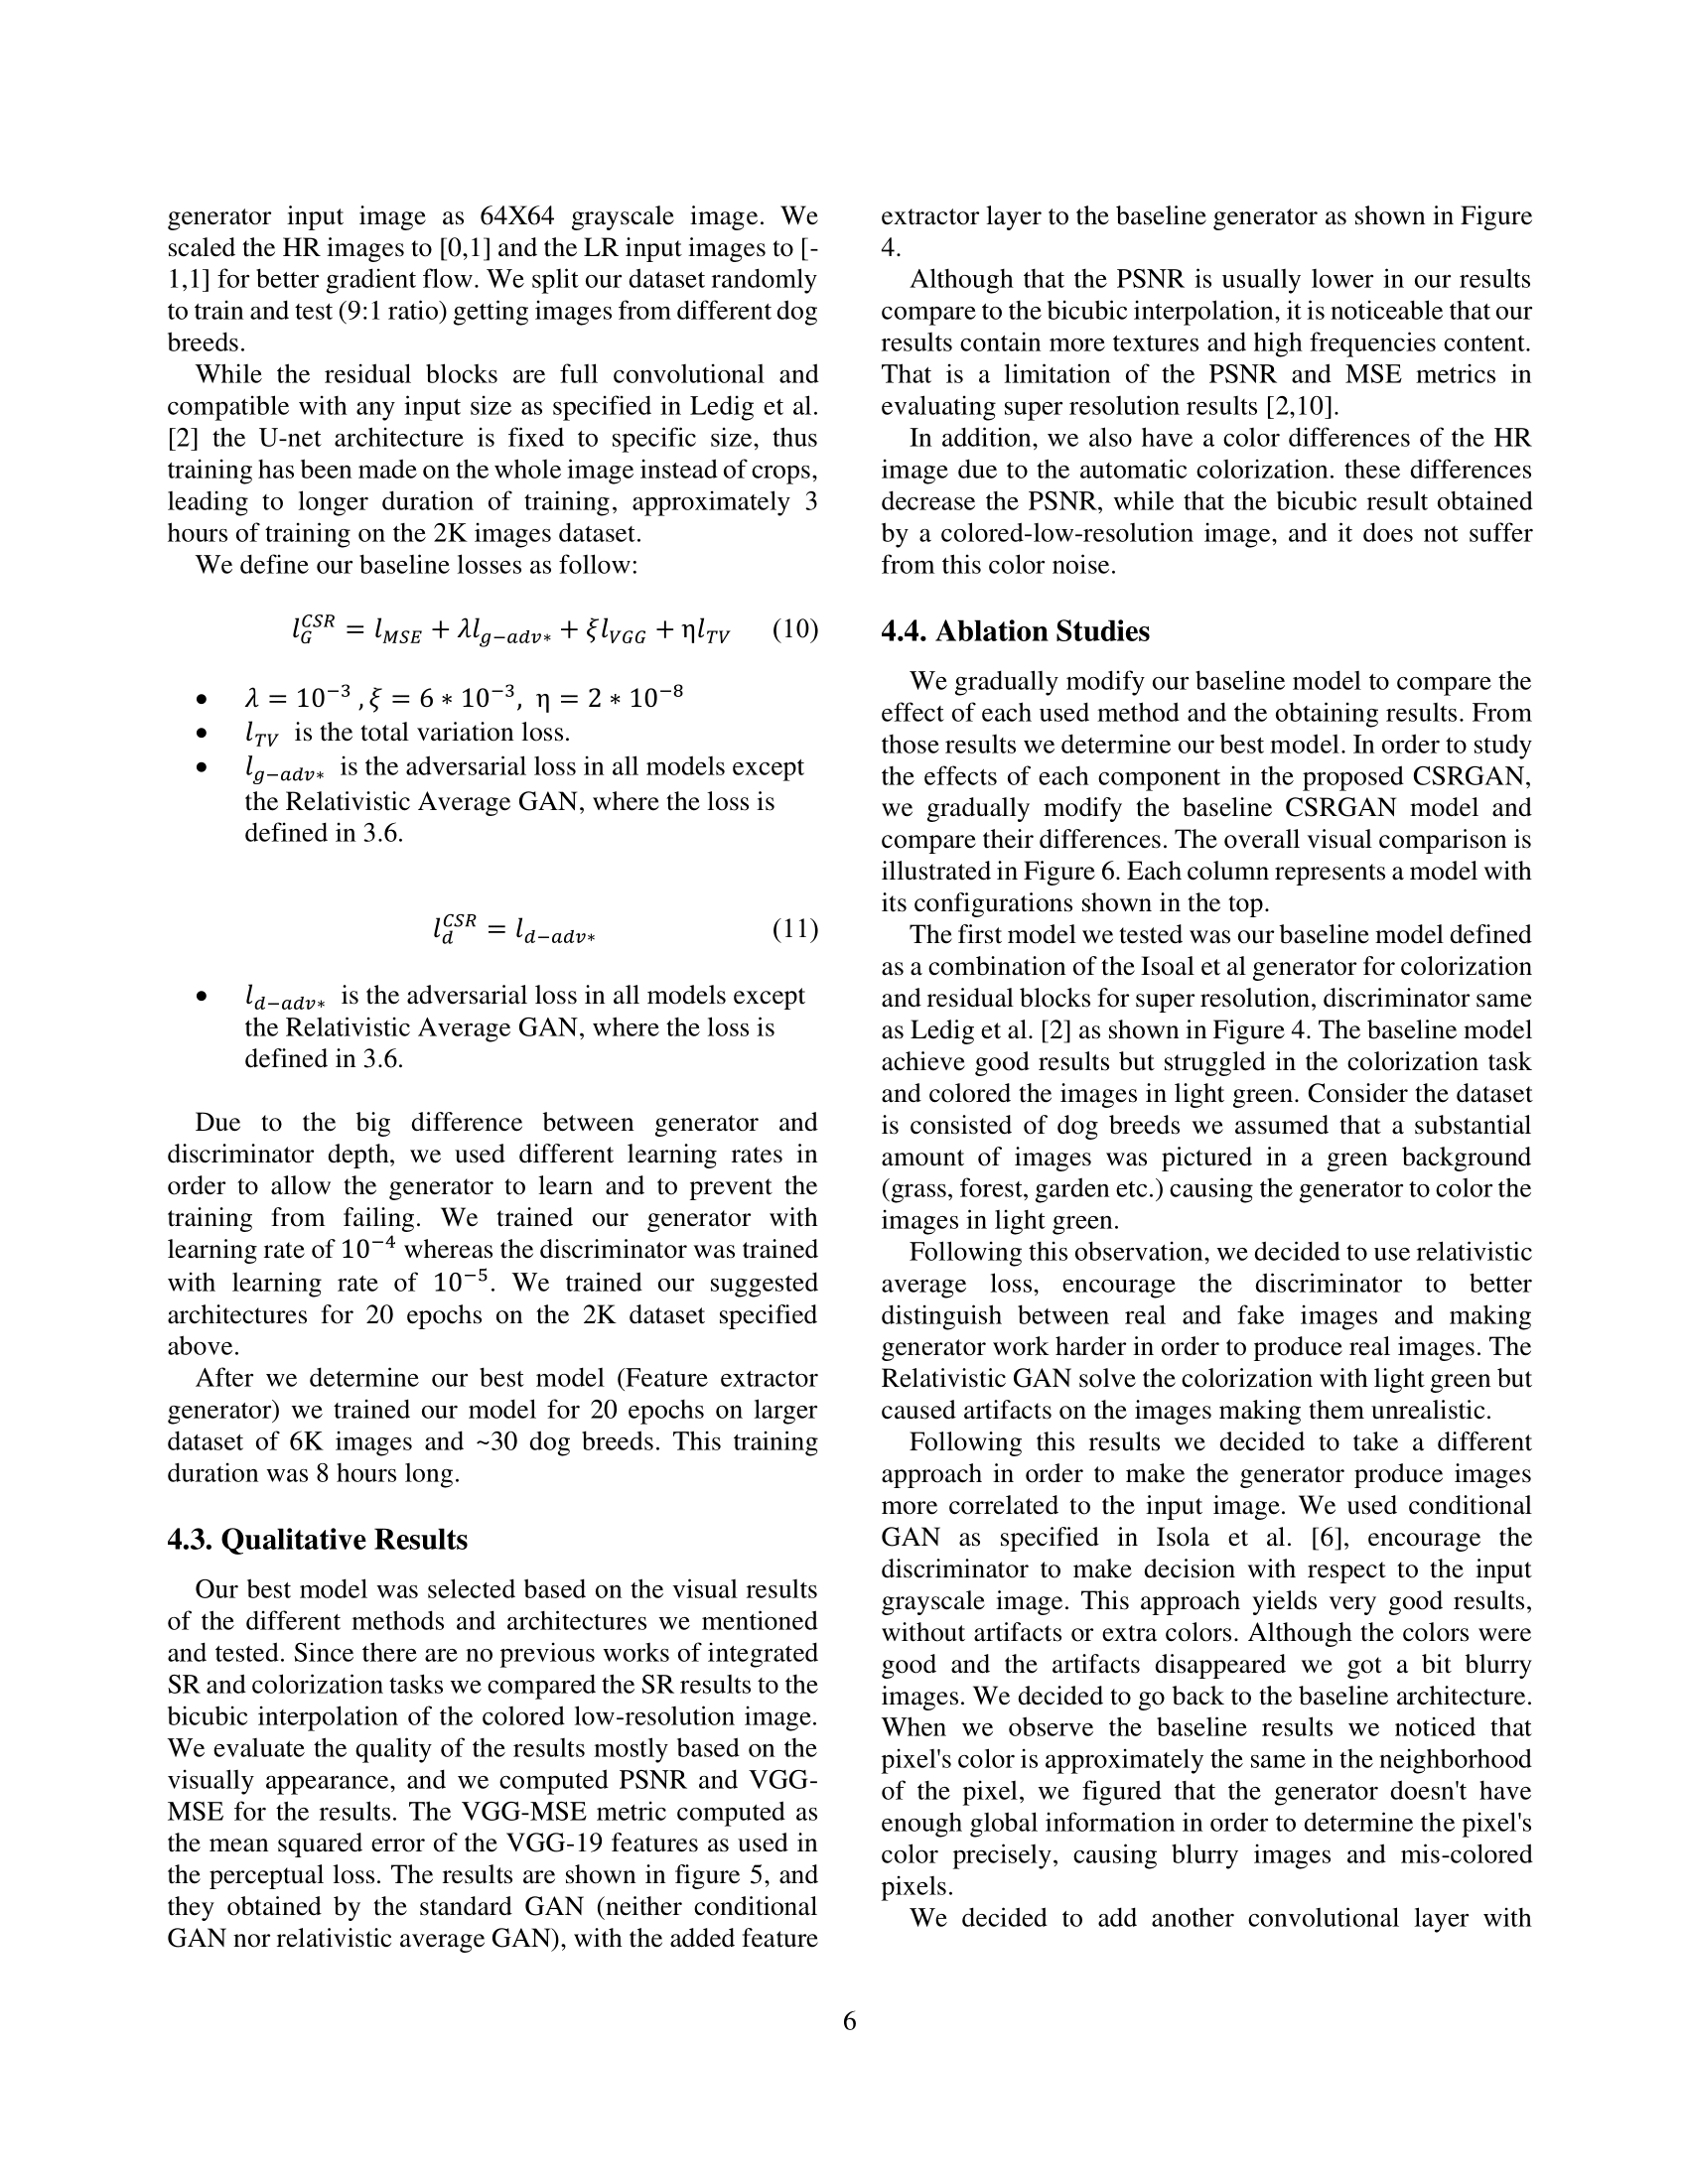 generator input image as 64X64 grayscale image. We
scaled the HR images to [0,1] and the LR input images to [-
1,1] for better gradient flow. We split our dataset randomly
to train and test (9:1 ratio) getting images from different dog
breeds.
While the residual blocks are full convolutional and
compatible with any input size as specified in Ledig et al.
[2] the U-net architecture is fixed to specific size, thus
training has been made on the whole image instead of crops,
leading to longer duration of training, approximately 3
hours of training on the 2K images dataset.
We define our baseline losses as follow:
l_G^{CSR} = l_{MSE} + λl_{g−adv∗} + ξl_{VGG} + ηl_{TV} (10)
• λ = 10^{−3} , ξ = 6 ∗ 10^{−3}, η = 2 ∗ 10^{−8}
• l_{TV} is the total variation loss.
• l_{g−adv∗} is the adversarial loss in all models except
the Relativistic Average GAN, where the loss is
defined in 3.6.
l_d^{CSR} = l_{d−adv∗} (11)
• l_{d−adv∗} is the adversarial loss in all models except
the Relativistic Average GAN, where the loss is
defined in 3.6.
Due to the big difference between generator and
discriminator depth, we used different learning rates in
order to allow the generator to learn and to prevent the
training from failing. We trained our generator with
learning rate of 10^{−4} whereas the discriminator was trained
with learning rate of 10^{−5}. We trained our suggested
architectures for 20 epochs on the 2K dataset specified
above.
After we determine our best model (Feature extractor
generator) we trained our model for 20 epochs on larger
dataset of 6K images and ~30 dog breeds. This training
duration was 8 hours long.
4.3. Qualitative Results
Our best model was selected based on the visual results
of the different methods and architectures we mentioned
and tested. Since there are no previous works of integrated
SR and colorization tasks we compared the SR results to the
bicubic interpolation of the colored low-resolution image.
We evaluate the quality of the results mostly based on the
visually appearance, and we computed PSNR and VGG-
MSE for the results. The VGG-MSE metric computed as
the mean squared error of the VGG-19 features as used in
the perceptual loss. The results are shown in figure 5, and
they obtained by the standard GAN (neither conditional
GAN nor relativistic average GAN), with the added feature
extractor layer to the baseline generator as shown in Figure
4.
Although that the PSNR is usually lower in our results
compare to the bicubic interpolation, it is noticeable that our
results contain more textures and high frequencies content.
That is a limitation of the PSNR and MSE metrics in
evaluating super resolution results [2,10].
In addition, we also have a color differences of the HR
image due to the automatic colorization. these differences
decrease the PSNR, while that the bicubic result obtained
by a colored-low-resolution image, and it does not suffer
from this color noise.
4.4. Ablation Studies
We gradually modify our baseline model to compare the
effect of each used method and the obtaining results. From
those results we determine our best model. In order to study
the effects of each component in the proposed CSRGAN,
we gradually modify the baseline CSRGAN model and
compare their differences. The overall visual comparison is
illustrated in Figure 6. Each column represents a model with
its configurations shown in the top.
The first model we tested was our baseline model defined
as a combination of the Isoal et al generator for colorization
and residual blocks for super resolution, discriminator same
as Ledig et al. [2] as shown in Figure 4. The baseline model
achieve good results but struggled in the colorization task
and colored the images in light green. Consider the dataset
is consisted of dog breeds we assumed that a substantial
amount of images was pictured in a green background
(grass, forest, garden etc.) causing the generator to color the
images in light green.
Following this observation, we decided to use relativistic
average loss, encourage the discriminator to better
distinguish between real and fake images and making
generator work harder in order to produce real images. The
Relativistic GAN solve the colorization with light green but
caused artifacts on the images making them unrealistic.
Following this results we decided to take a different
approach in order to make the generator produce images
more correlated to the input image. We used conditional
GAN as specified in Isola et al. [6], encourage the
discriminator to make decision with respect to the input
grayscale image. This approach yields very good results,
without artifacts or extra colors. Although the colors were
good and the artifacts disappeared we got a bit blurry
images. We decided to go back to the baseline architecture.
When we observe the baseline results we noticed that
pixel's color is approximately the same in the neighborhood
of the pixel, we figured that the generator doesn't have
enough global information in order to determine the pixel's
color precisely, causing blurry images and mis-colored
pixels.
We decided to add another convolutional layer with
6